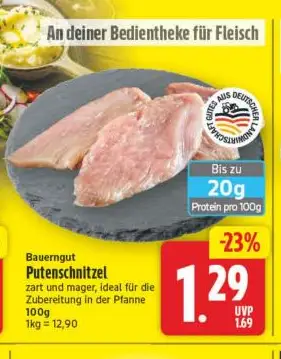 An deiner Bedientheke für Fleisch
GUTES AUS DEUTSCHER LANDWIRTSCHAFT
Bis zu
20g
Protein pro 100g
-23%
Bauerngut
Putenschnitzel
zart und mager, ideal für die
Zubereitung in der Pfanne
100g
1kg = 12,90
1.29
UVP
1.69